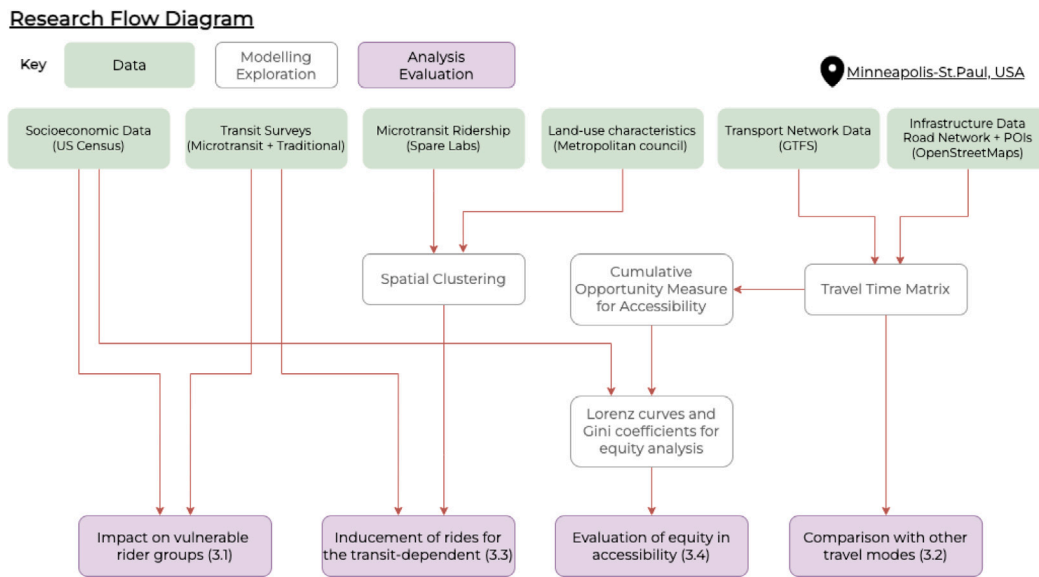 Research Flow Diagram
Key
Data
Modelling
Exploration
Analysis
Evaluation
Minneapolis-St.Paul, USA
Socioeconomic Data
(US Census)
Transit Surveys
(Microtransit + Traditional)
Microtransit Ridership
(Spare Labs)
Land-use characteristics
(Metropolitan council)
Transport Network Data
(GTFS)
Infrastructure Data
Road Network + POIs
(OpenStreetMaps)
Spatial Clustering
Cumulative
Opportunity Measure
for Accessibility
Travel Time Matrix
Lorenz curves and
Gini coefficients for
equity analysis
Impact on vulnerable
rider groups (3.1)
Inducement of rides for
the transit-dependent (3.3)
Evaluation of equity in
accessibility (3.4)
Comparison with other
travel modes (3.2)